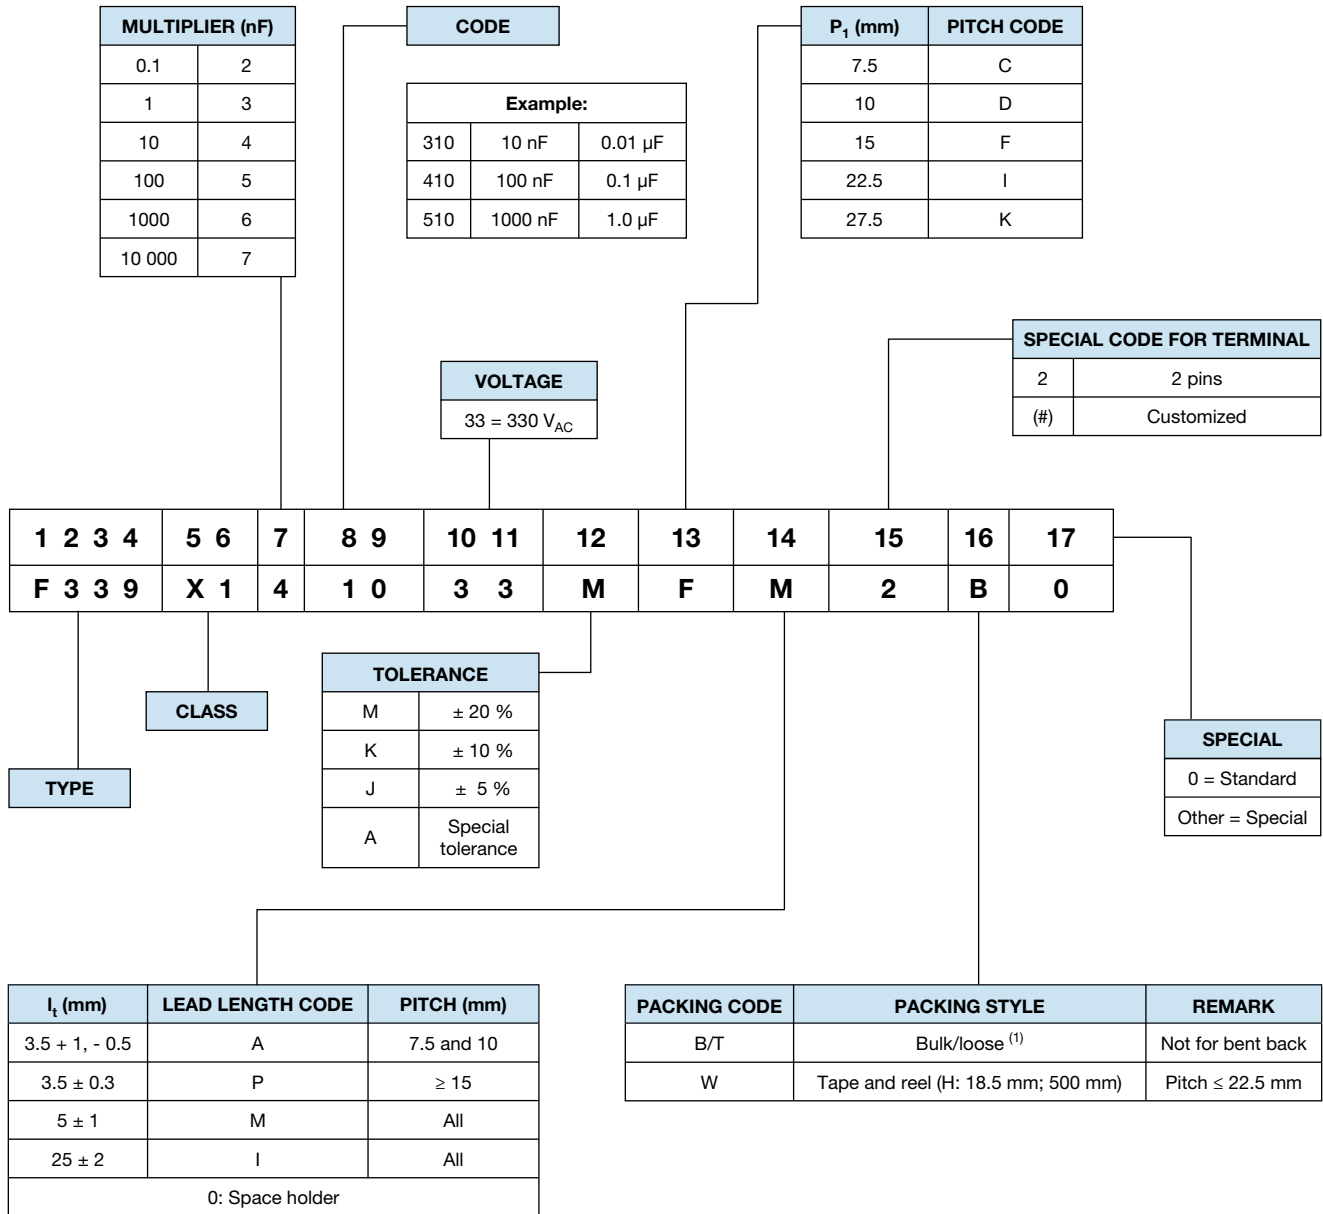 MULTIPLIER (nF)
0.1 2
1 3
10 4
100 5
1000 6
10 000 7
CODE
Example:
310 10 nF 0.01 µF
410 100 nF 0.1 µF
510 1000 nF 1.0 µF
P1 (mm) PITCH CODE
7.5 C
10 D
15 F
22.5 I
27.5 K
SPECIAL CODE FOR TERMINAL
2 2 pins
(#) Customized
VOLTAGE
33 = 330 VAC
1 2 3 4 5 6 7 8 9 10 11 12 13 14 15 16 17
F 3 3 9 X 1 4 1 0 3 3 M F M 2 B 0
TYPE
CLASS
TOLERANCE
M ± 20 %
K ± 10 %
J ± 5 %
A Special
tolerance
SPECIAL
0 = Standard
Other = Special
lt (mm) LEAD LENGTH CODE PITCH (mm)
3.5 + 1, - 0.5 A 7.5 and 10
3.5 ± 0.3 P ≥ 15
5 ± 1 M All
25 ± 2 I All
0: Space holder
PACKING CODE PACKING STYLE REMARK
B/T Bulk/loose (1) Not for bent back
W Tape and reel (H: 18.5 mm; 500 mm) Pitch ≤ 22.5 mm